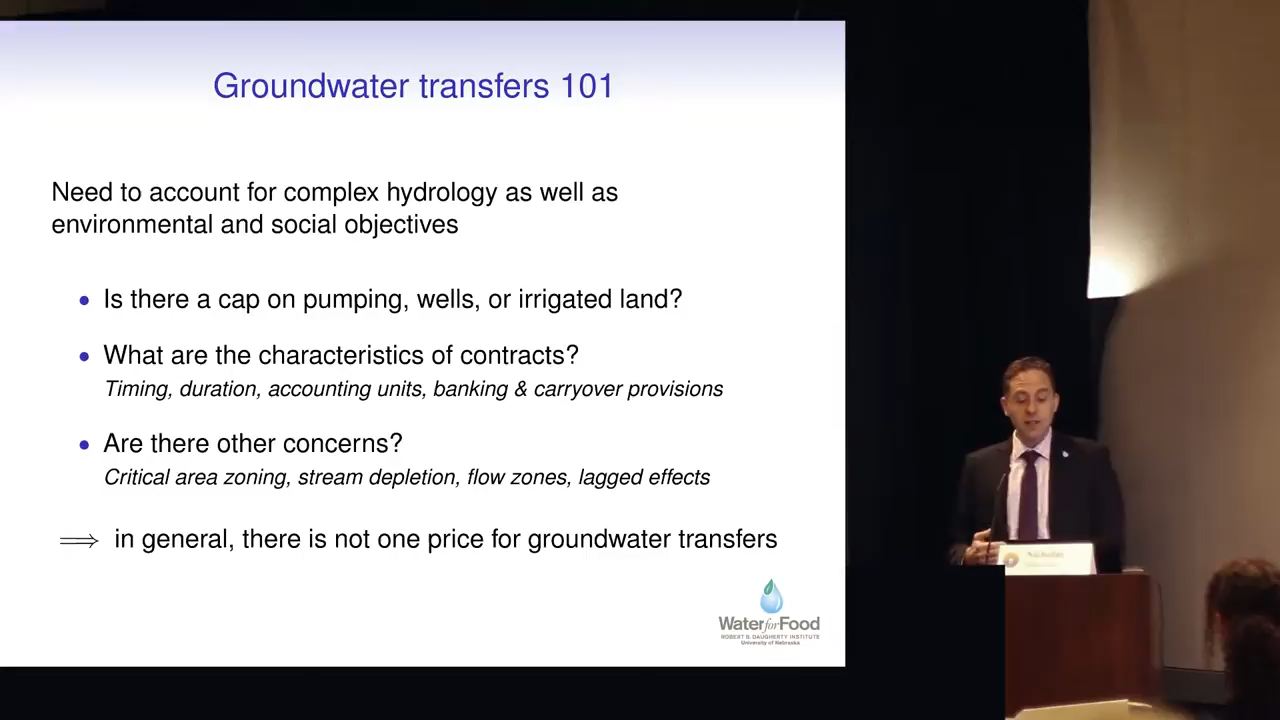 Groundwater transfers 101
Need to account for complex hydrology as well as
environmental and social objectives
• Is there a cap on pumping, wells, or irrigated land?
• What are the characteristics of contracts?
Timing, duration, accounting units, banking & carryover provisions
• Are there other concerns?
Critical area zoning, stream depletion, flow zones, lagged effects
⟹ in general, there is not one price for groundwater transfers
Water for Food
ROBERT B. DAUGHERTY INSTITUTE
University of Nebraska